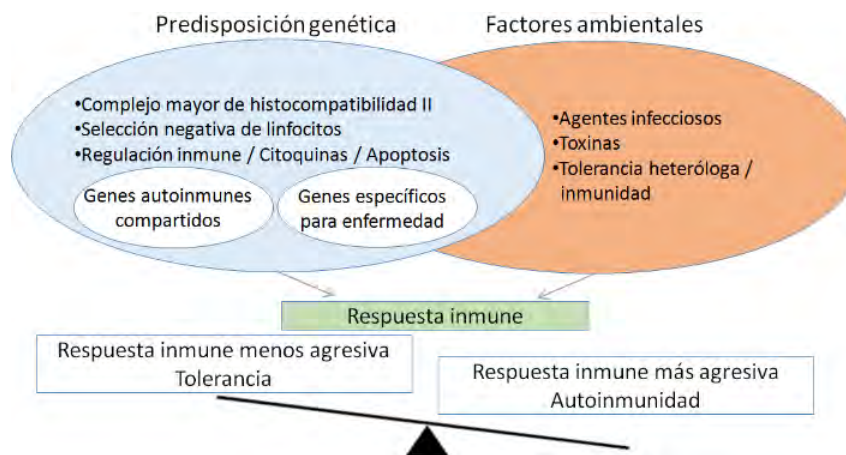 Predisposición genética
Factores ambientales
•Complejo mayor de histocompatibilidad II
•Selección negativa de linfocitos
•Regulación inmune / Citoquinas / Apoptosis
Genes autoinmunes
compartidos
Genes específicos
para enfermedad
•Agentes infecciosos
•Toxinas
•Tolerancia heteróloga /
inmunidad
Respuesta inmune
Respuesta inmune menos agresiva
Tolerancia
Respuesta inmune más agresiva
Autoinmunidad